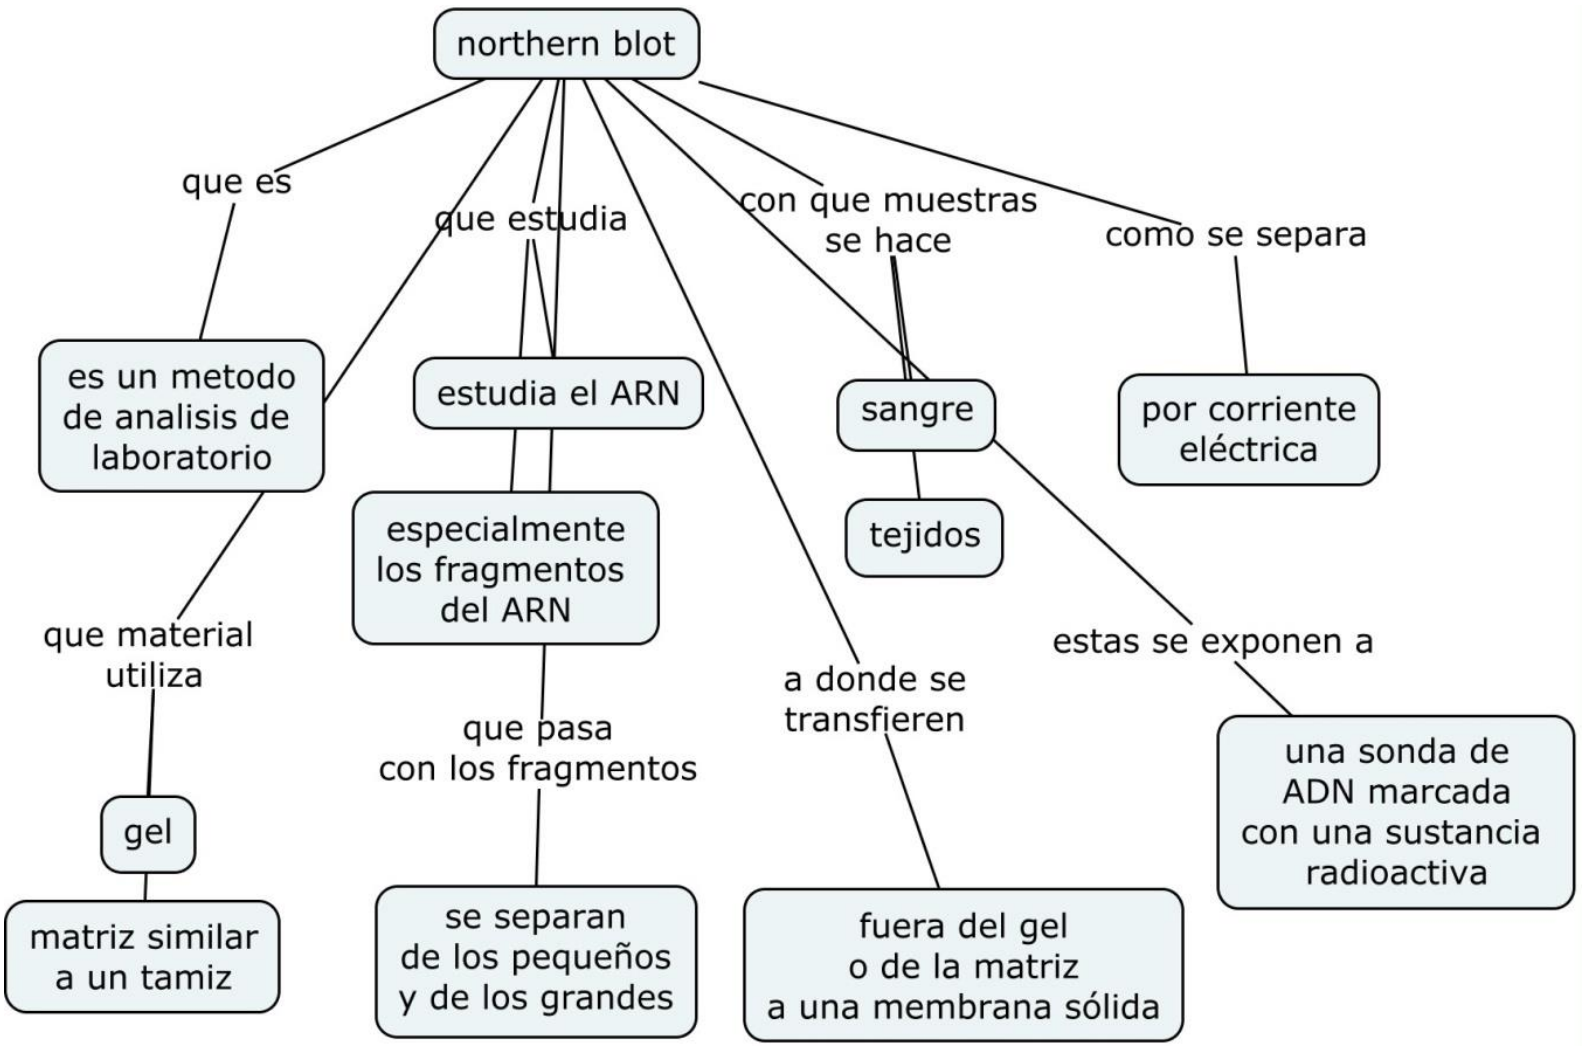 northern blot
que es
que estudia
con que muestras
se hace
como se separa
es un metodo
de analisis de
laboratorio
estudia el ARN
sangre
por corriente
eléctrica
especialmente
los fragmentos
del ARN
tejidos
que material
utiliza
estas se exponen a
a donde se
transfieren
que pasa
con los fragmentos
una sonda de
ADN marcada
con una sustancia
radioactiva
gel
matriz similar
a un tamiz
se separan
de los pequeños
y de los grandes
fuera del gel
o de la matriz
a una membrana sólida